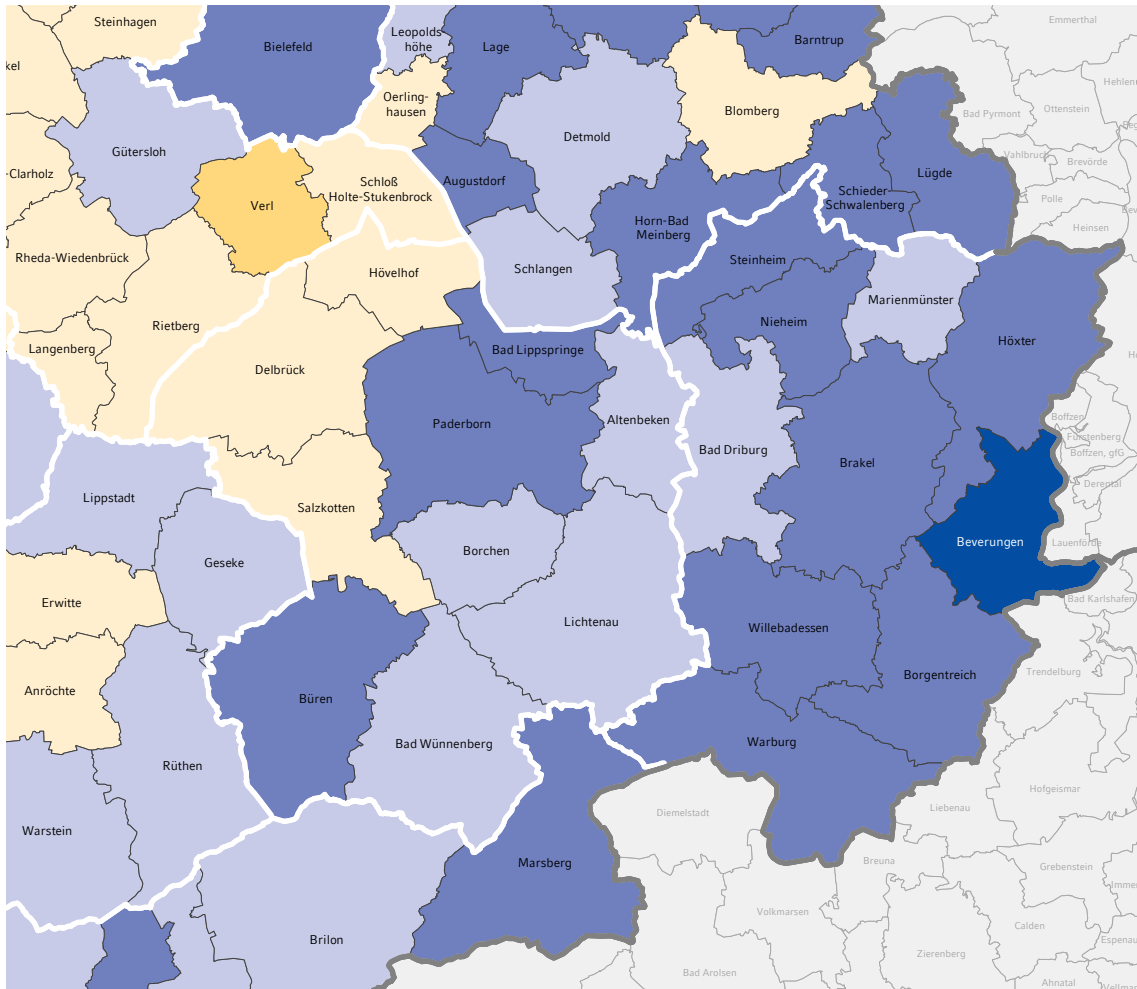 Steinhagen
Bielefeld
Leopolds
höhe
Lage
Barntrup
Emmerthal
kel
Oerling-
hausen
Blomberg
Ottenstein
Bad Pyrmont
Gütersloh
Detmold
Vahlbruch
Brevörde
-Clarholz
Verl
Schloß
Holte-Stukenbrock
Augustdorf
Schieder-
Schwalenberg
Lügde
Polle
Heinsen
Horn-Bad
Meinberg
Rheda-Wiedenbrück
Hövelhof
Schlangen
Steinheim
Marienmünster
Rietberg
Nieheim
Höxter
Langenberg
Bad Lippspringe
Delbrück
Paderborn
Altenbeken
Bad Driburg
Brakel
Boffzen
Fürstenberg
Boffzen, gfG
Derental
Lippstadt
Salzkotten
Geseke
Borchen
Beverungen
Lauenförde
Erwitte
Lichtenau
Willebadessen
Bad Karlshafen
Anröchte
Büren
Borgentreich
Trendelburg
Rüthen
Bad Wünnenberg
Warburg
Warstein
Diemelstadt
Liebenau
Hofgeismar
Marsberg
Breuna
Grebenstein
Brilon
Volkmarsen
Calden
Espenau
Zierenberg
Bad Arolsen
Ahnatal